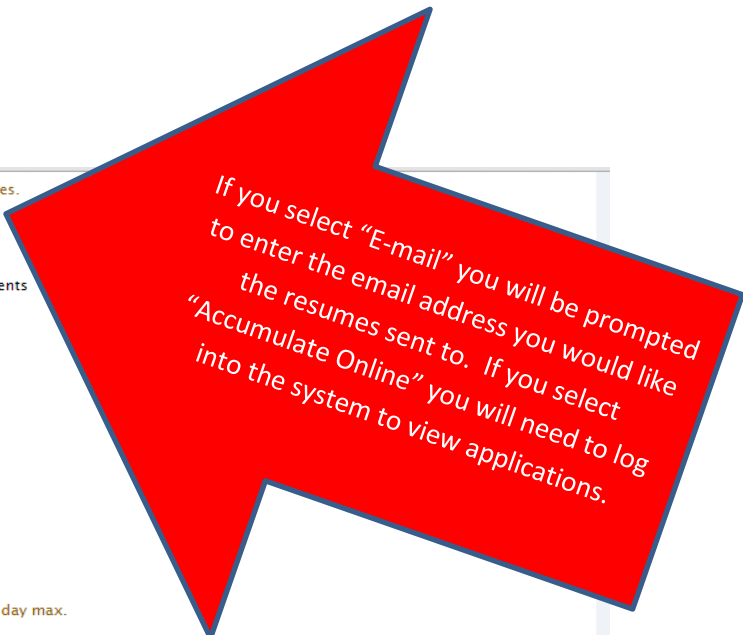 es.
ents
If you select “E-mail” you will be prompted
to enter the email address you would like
the resumes sent to.  If you select
“Accumulate Online” you will need to log
into the system to view applications.
day max.